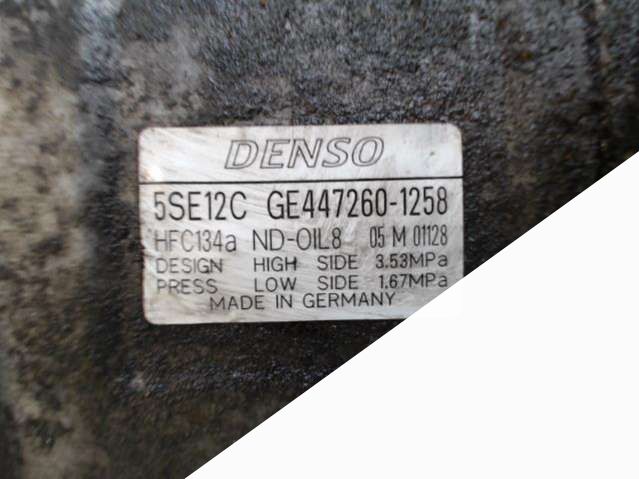 DENSO
5SE12C GE447260-1258
HFC134a ND-OIL8 05 M 01128
DESIGN HIGH SIDE 3.53MPa
PRESS LOW SIDE 1.67MPa
MADE IN GERMANY